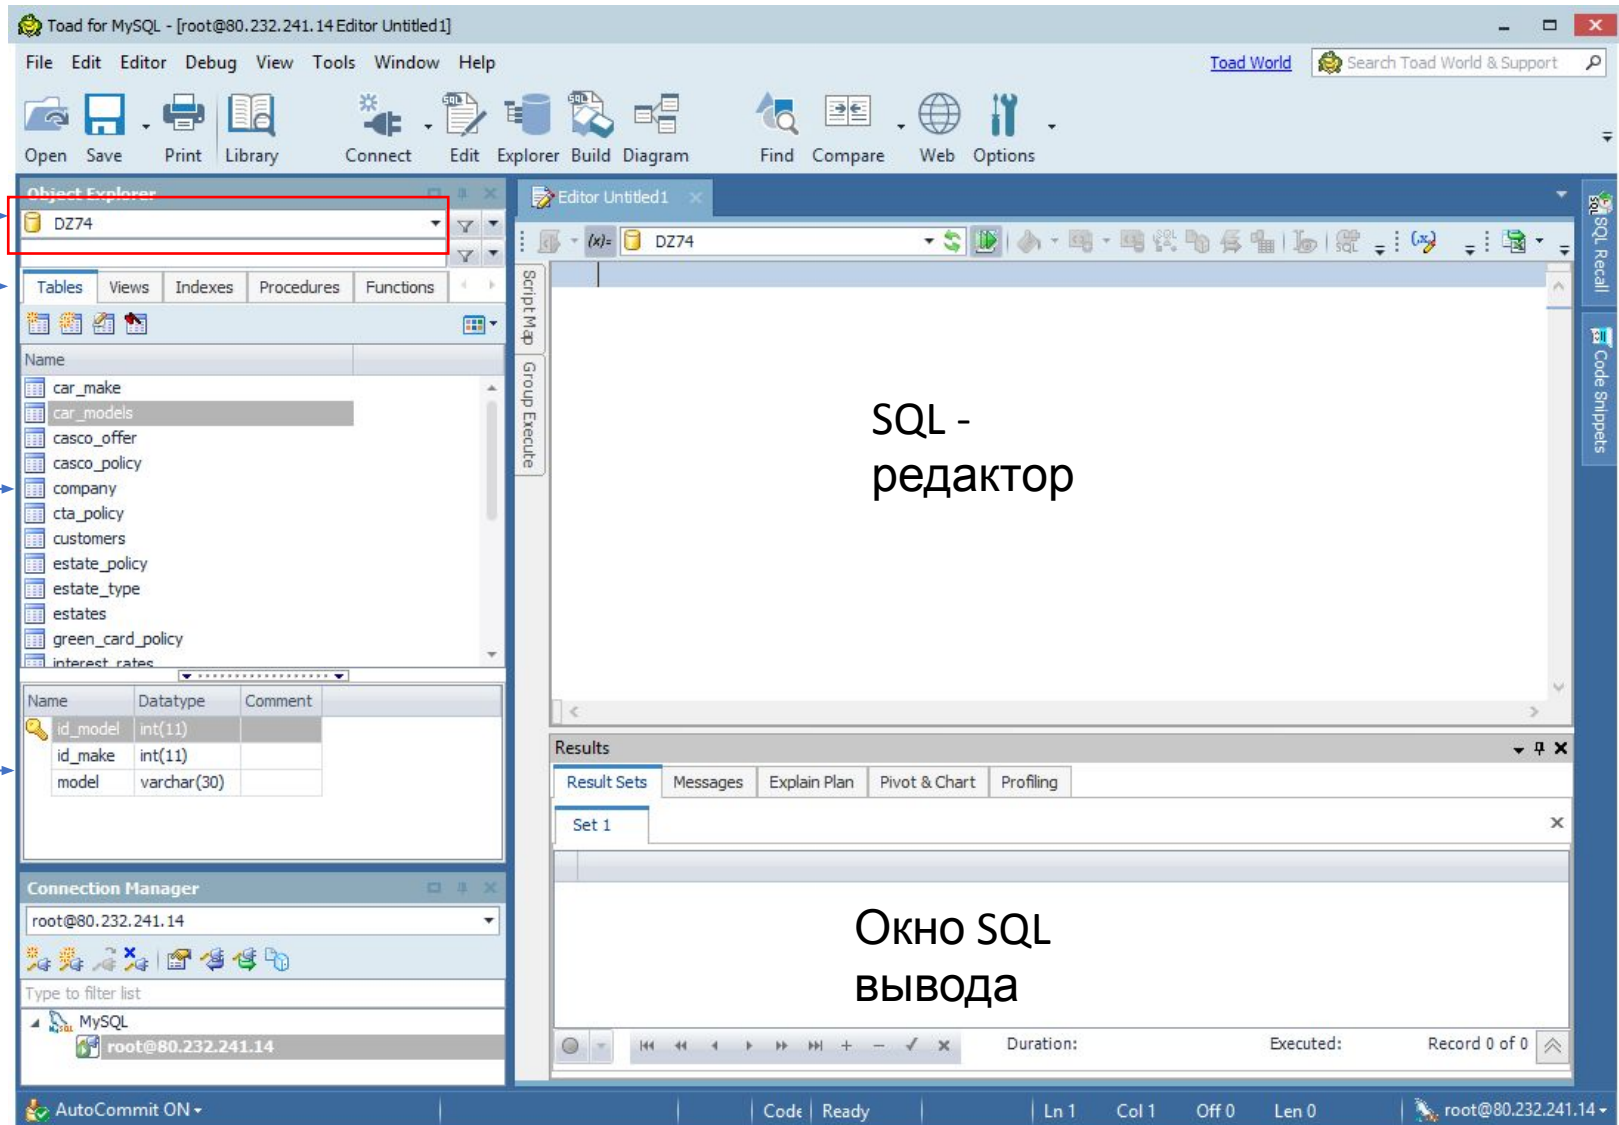 Toad for MySQL - [root@80.232.241.14 Editor Untitled1]
File Edit Editor Debug View Tools Window Help
Toad World
Search Toad World & Support
Open Save Print Library Connect Edit Explorer Build Diagram Find Compare Web Options
Object Explorer
DZ74
Tables Views Indexes Procedures Functions
Name
car_make
car_models
casco_offer
casco_policy
company
cta_policy
customers
estate_policy
estate_type
estates
green_card_policy
interest_rates
Name Datatype Comment
id_model int(11)
id_make int(11)
model varchar(30)
Connection Manager
root@80.232.241.14
Type to filter list
MySQL
root@80.232.241.14
Editor Untitled1
(x)= DZ74
Script Map
Group Execute
SQL -
редактор
Results
Result Sets Messages Explain Plan Pivot & Chart Profiling
Set 1
Окно SQL
вывода
Duration: Executed: Record 0 of 0
SQL Recall
Code Snippets
AutoCommit ON Code Ready Ln 1 Col 1 Off 0 Len 0 root@80.232.241.14